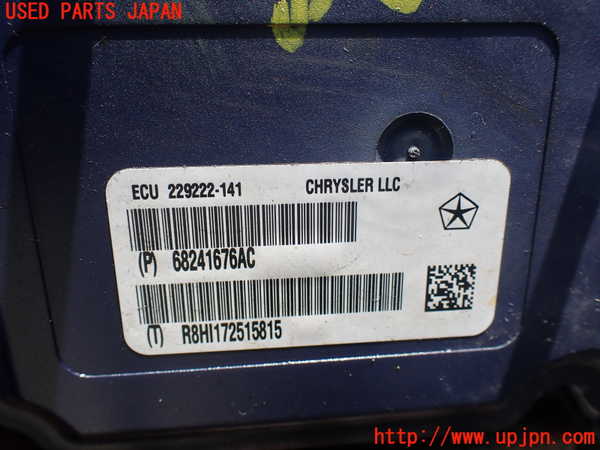 USED PARTS JAPAN
ECU 229222-141 CHRYSLER LLC
(P) 68241676AC
(T) R8HI172515815
http://www.upjpn.com/